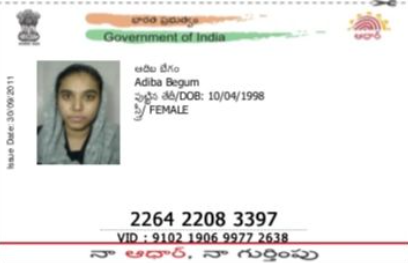 భారత ప్రభుత్వం
Government of India
ఆధార్
Issue Date: 30/09/2011
ఆదిబ బేగం
Adiba Begum
పుట్టిన తేదీ/DOB: 10/04/1998
స్త్రీ/ FEMALE
2264 2208 3397
VID : 9102 1906 9977 2638
నా ఆధార్, నా గుర్తింపు